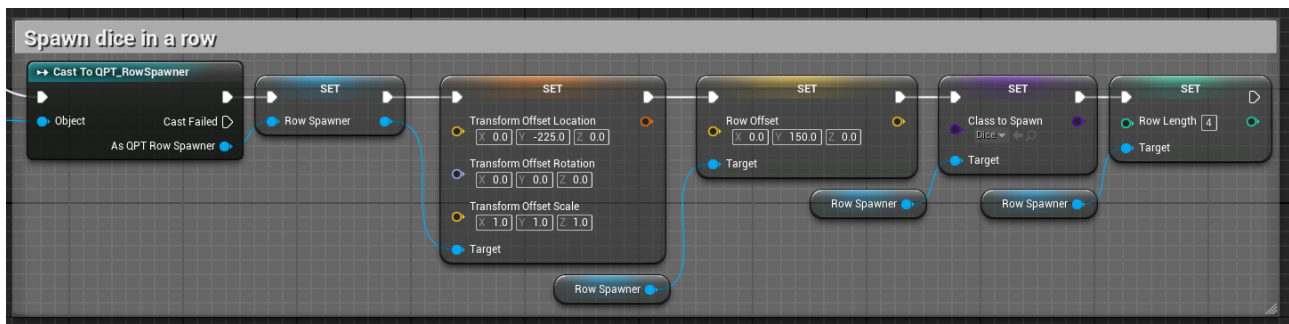 Spawn dice in a row
Cast To QPT_RowSpawner
Object
Cast Failed
As QPT Row Spawner
SET
Row Spawner
SET
Transform Offset Location
X 0.0 Y -225.0 Z 0.0
Transform Offset Rotation
X 0.0 Y 0.0 Z 0.0
Transform Offset Scale
X 1.0 Y 1.0 Z 1.0
Target
Row Spawner
SET
Row Offset
X 0.0 Y 150.0 Z 0.0
Target
Row Spawner
SET
Class to Spawn
Dice
Target
Row Spawner
SET
Row Length 4
Target